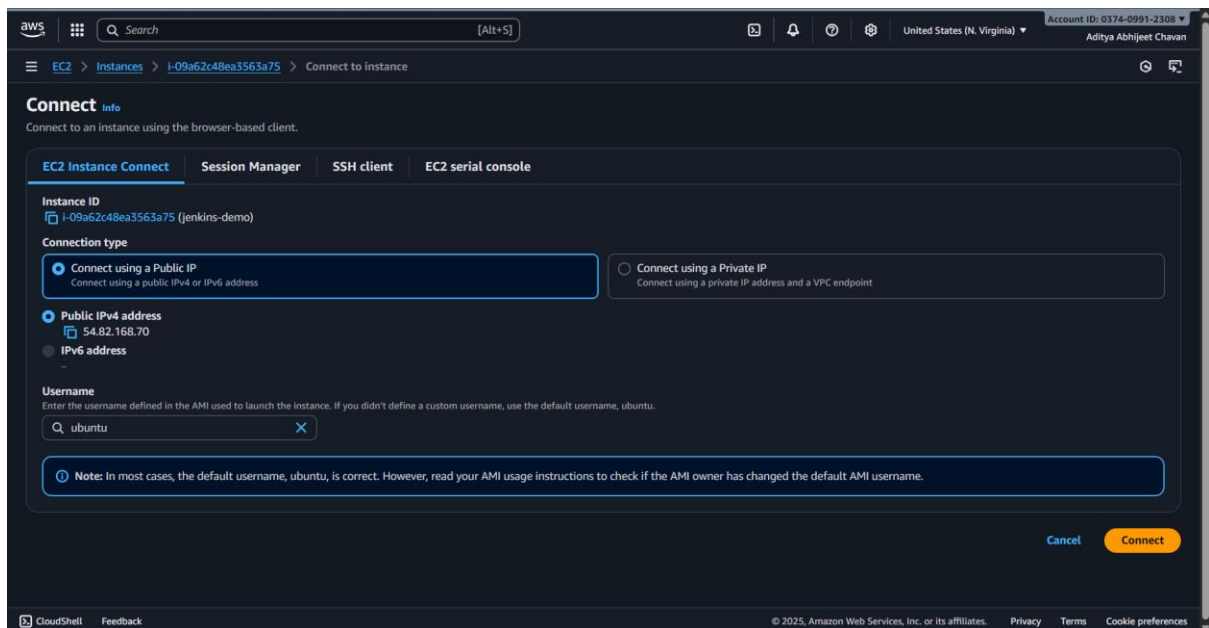 aws
Search [Alt+S]
United States (N. Virginia) ▼
Account ID: 0374-0991-2308 ▼
Aditya Abhijeet Chavan
EC2 > Instances > i-09a62c48ea3563a75 > Connect to instance
Connect Info
Connect to an instance using the browser-based client.
EC2 Instance Connect Session Manager SSH client EC2 serial console
Instance ID
i-09a62c48ea3563a75 (jenkins-demo)
Connection type
Connect using a Public IP
Connect using a public IPv4 or IPv6 address
Connect using a Private IP
Connect using a private IP address and a VPC endpoint
Public IPv4 address
54.82.168.70
IPv6 address
–
Username
Enter the username defined in the AMI used to launch the instance. If you didn't define a custom username, use the default username, ubuntu.
ubuntu
Note: In most cases, the default username, ubuntu, is correct. However, read your AMI usage instructions to check if the AMI owner has changed the default AMI username.
Cancel Connect
CloudShell Feedback © 2025, Amazon Web Services, Inc. or its affiliates. Privacy Terms Cookie preferences